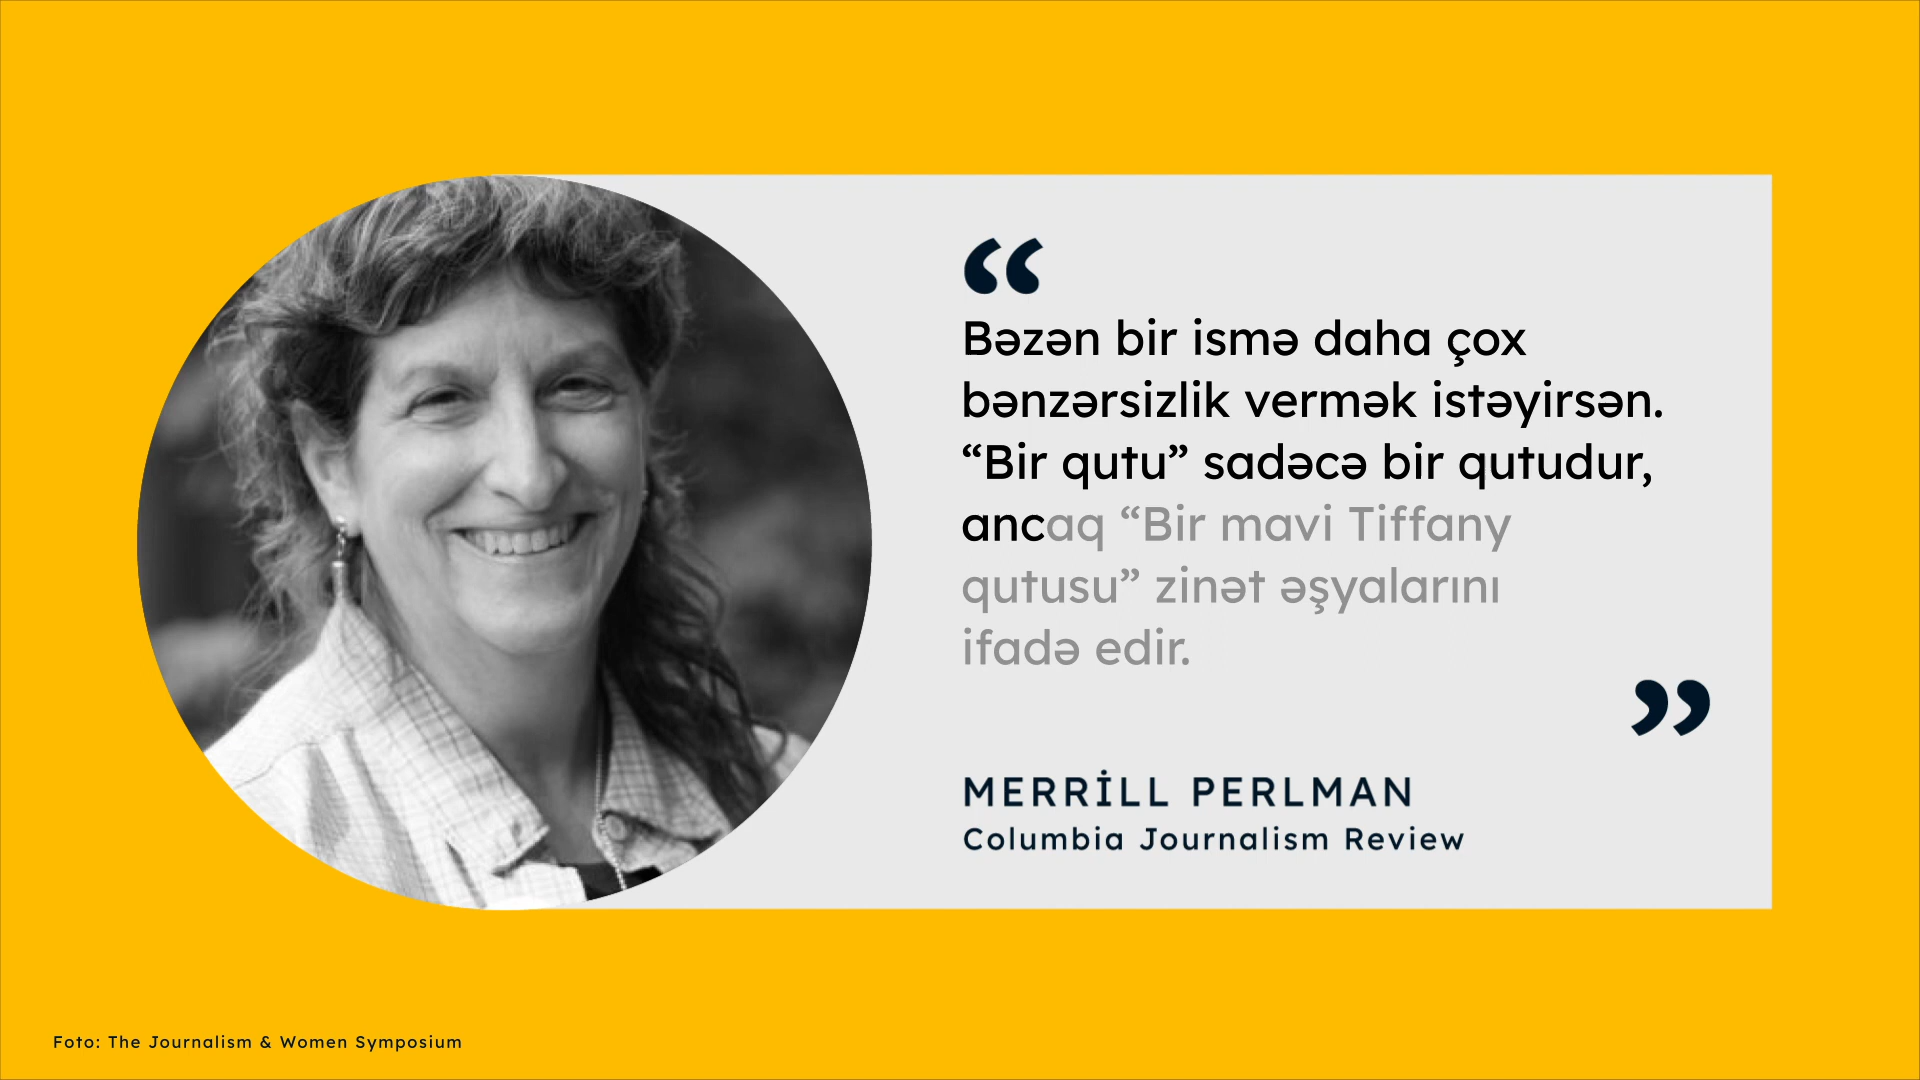 “
Bəzən bir ismə daha çox
bənzərsizlik vermək istəyirsən.
“Bir qutu” sadəcə bir qutudur,
ancaq “Bir mavi Tiffany
qutusu” zinət əşyalarını
ifadə edir.
”
MERRİLL PERLMAN
Columbia Journalism Review
Foto: The Journalism & Women Symposium